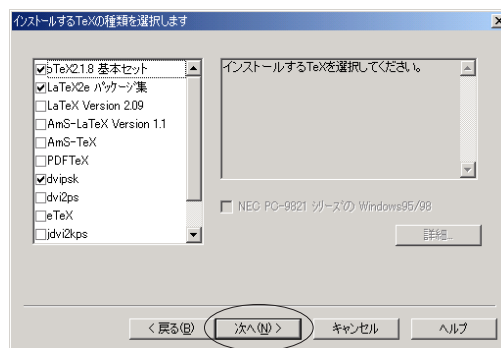 インストールするTeXの種類を選択します
pTeX2.1.8 基本セット
LaTeX2e パッケージ集
LaTeX Version 2.09
AmS-LaTeX Version 1.1
AmS-TeX
PDFTeX
dvipsk
dvi2ps
eTeX
jdvi2kps
インストールするTeXを選択してください。
NEC PC-9821 シリーズの Windows95/98
詳細...
< 戻る(B)
次へ(N) >
キャンセル
ヘルプ